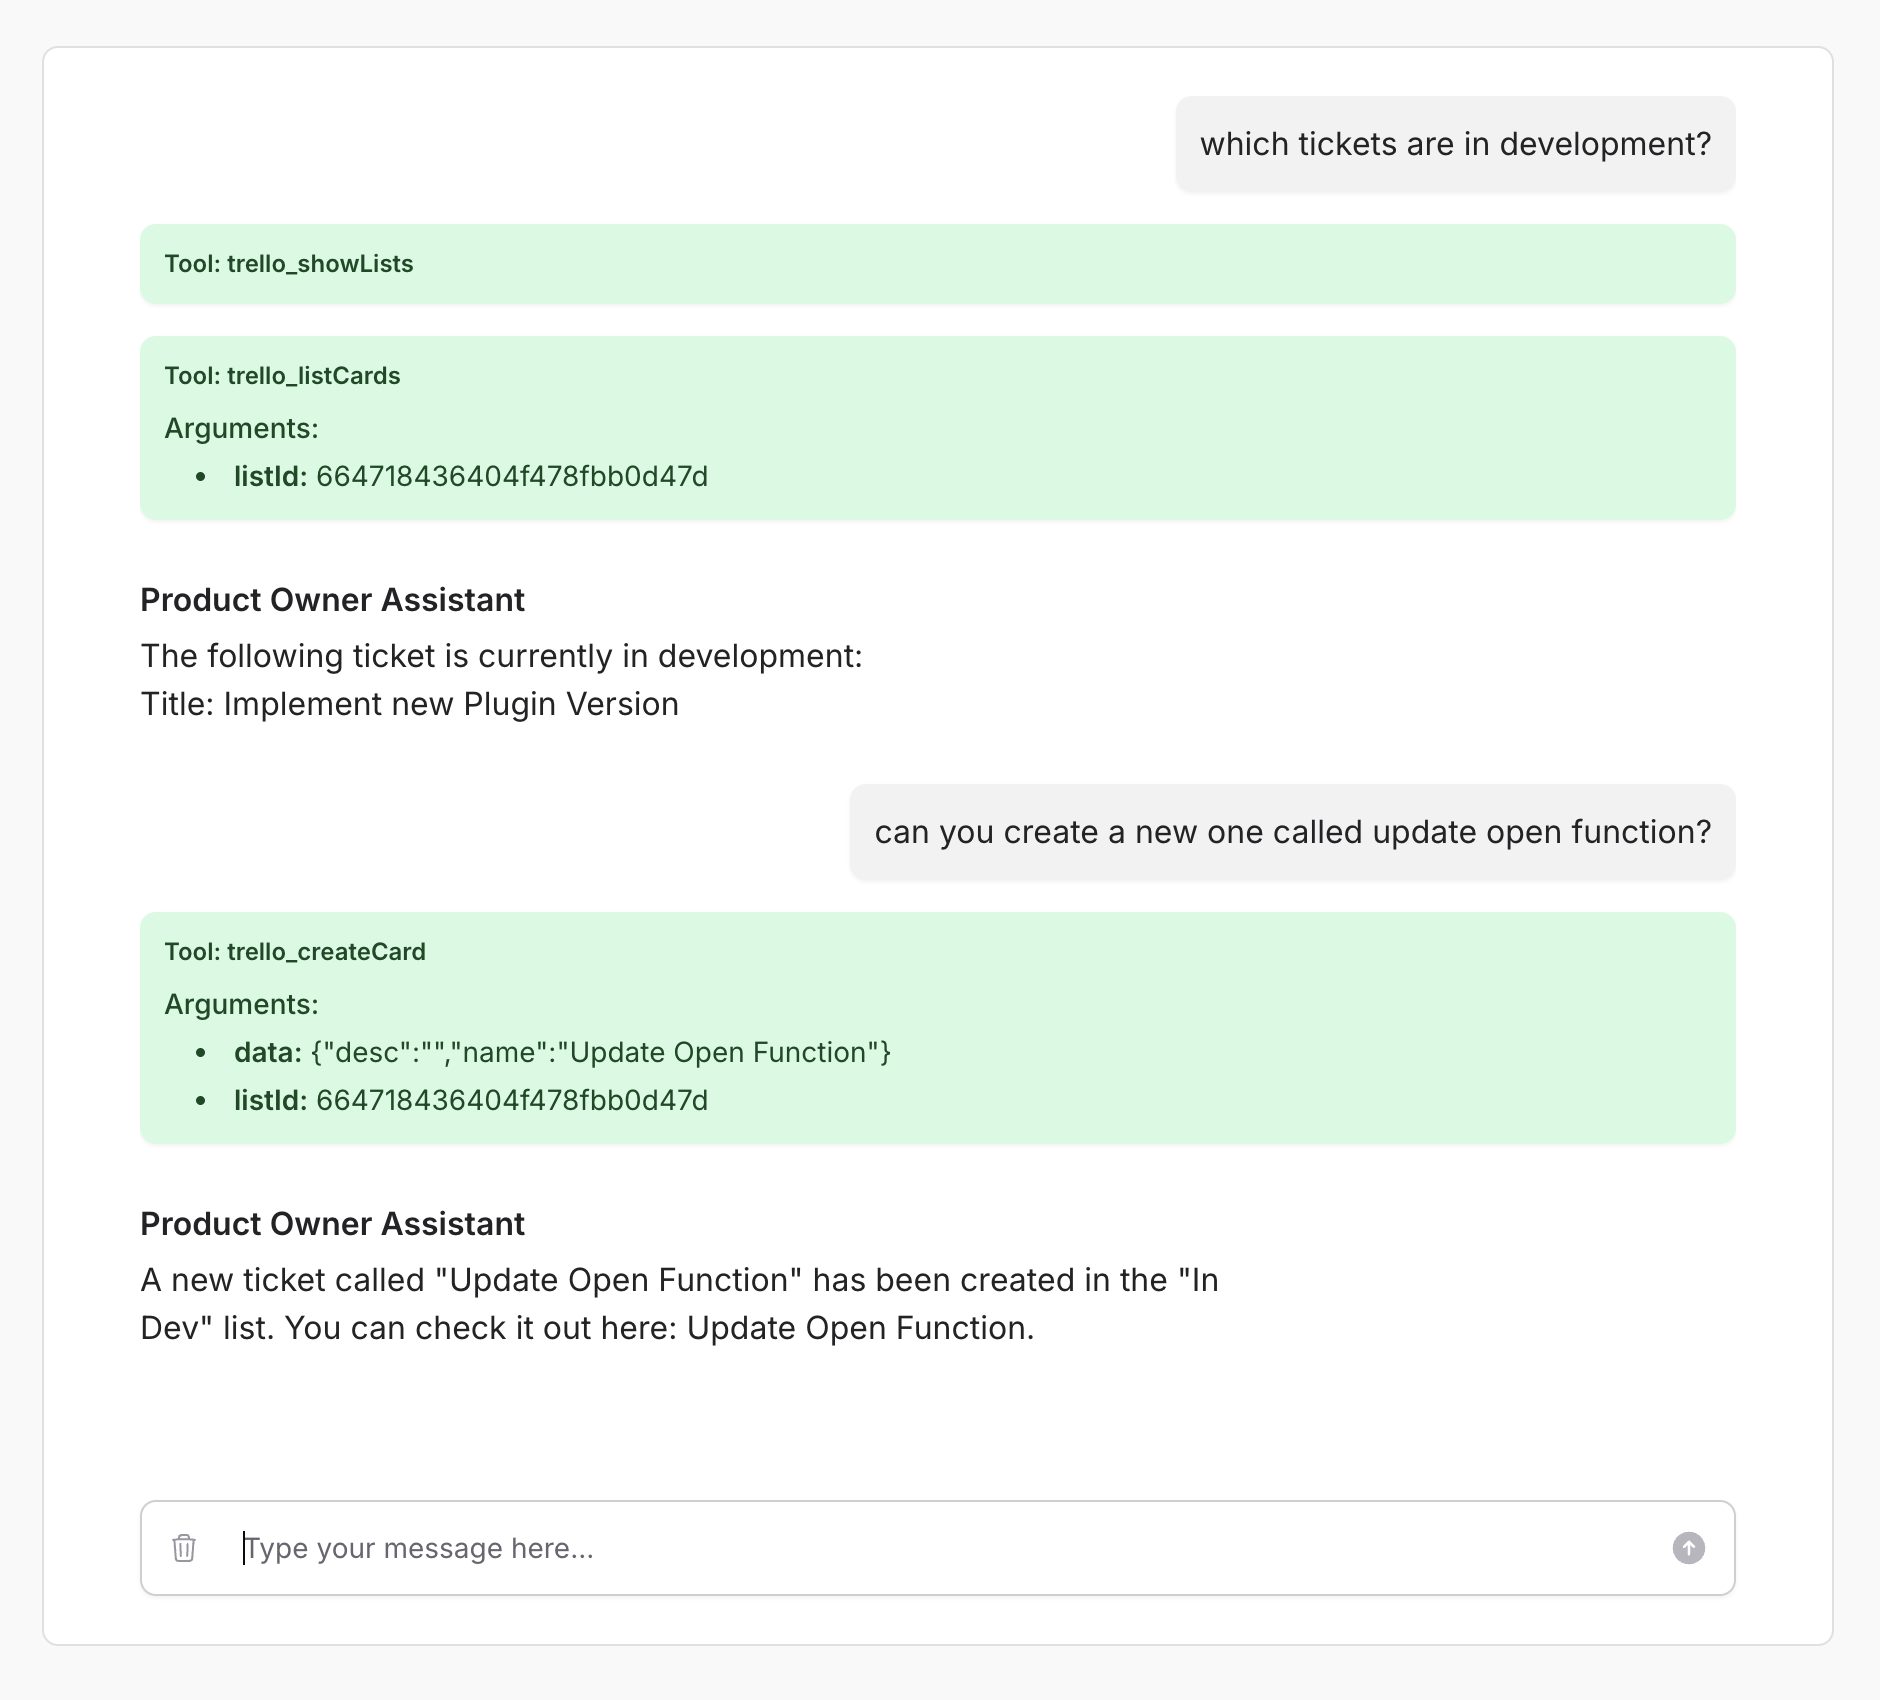 which tickets are in development?
Tool: trello_showLists
Tool: trello_listCards
Arguments:
• listId: 664718436404f478fbb0d47d
Product Owner Assistant
The following ticket is currently in development:
Title: Implement new Plugin Version
can you create a new one called update open function?
Tool: trello_createCard
Arguments:
• data: {"desc":"","name":"Update Open Function"}
• listId: 664718436404f478fbb0d47d
Product Owner Assistant
A new ticket called "Update Open Function" has been created in the "In
Dev" list. You can check it out here: Update Open Function.
Type your message here...